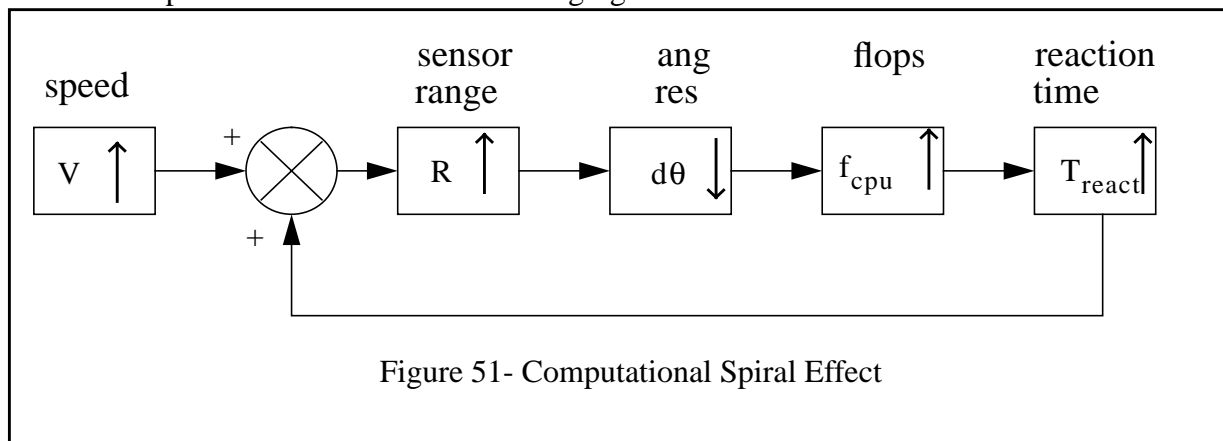 speed
sensor
range
ang
res
flops
reaction
time
+
V
R
dθ
f_cpu
T_react
+
Figure 51- Computational Spiral Effect